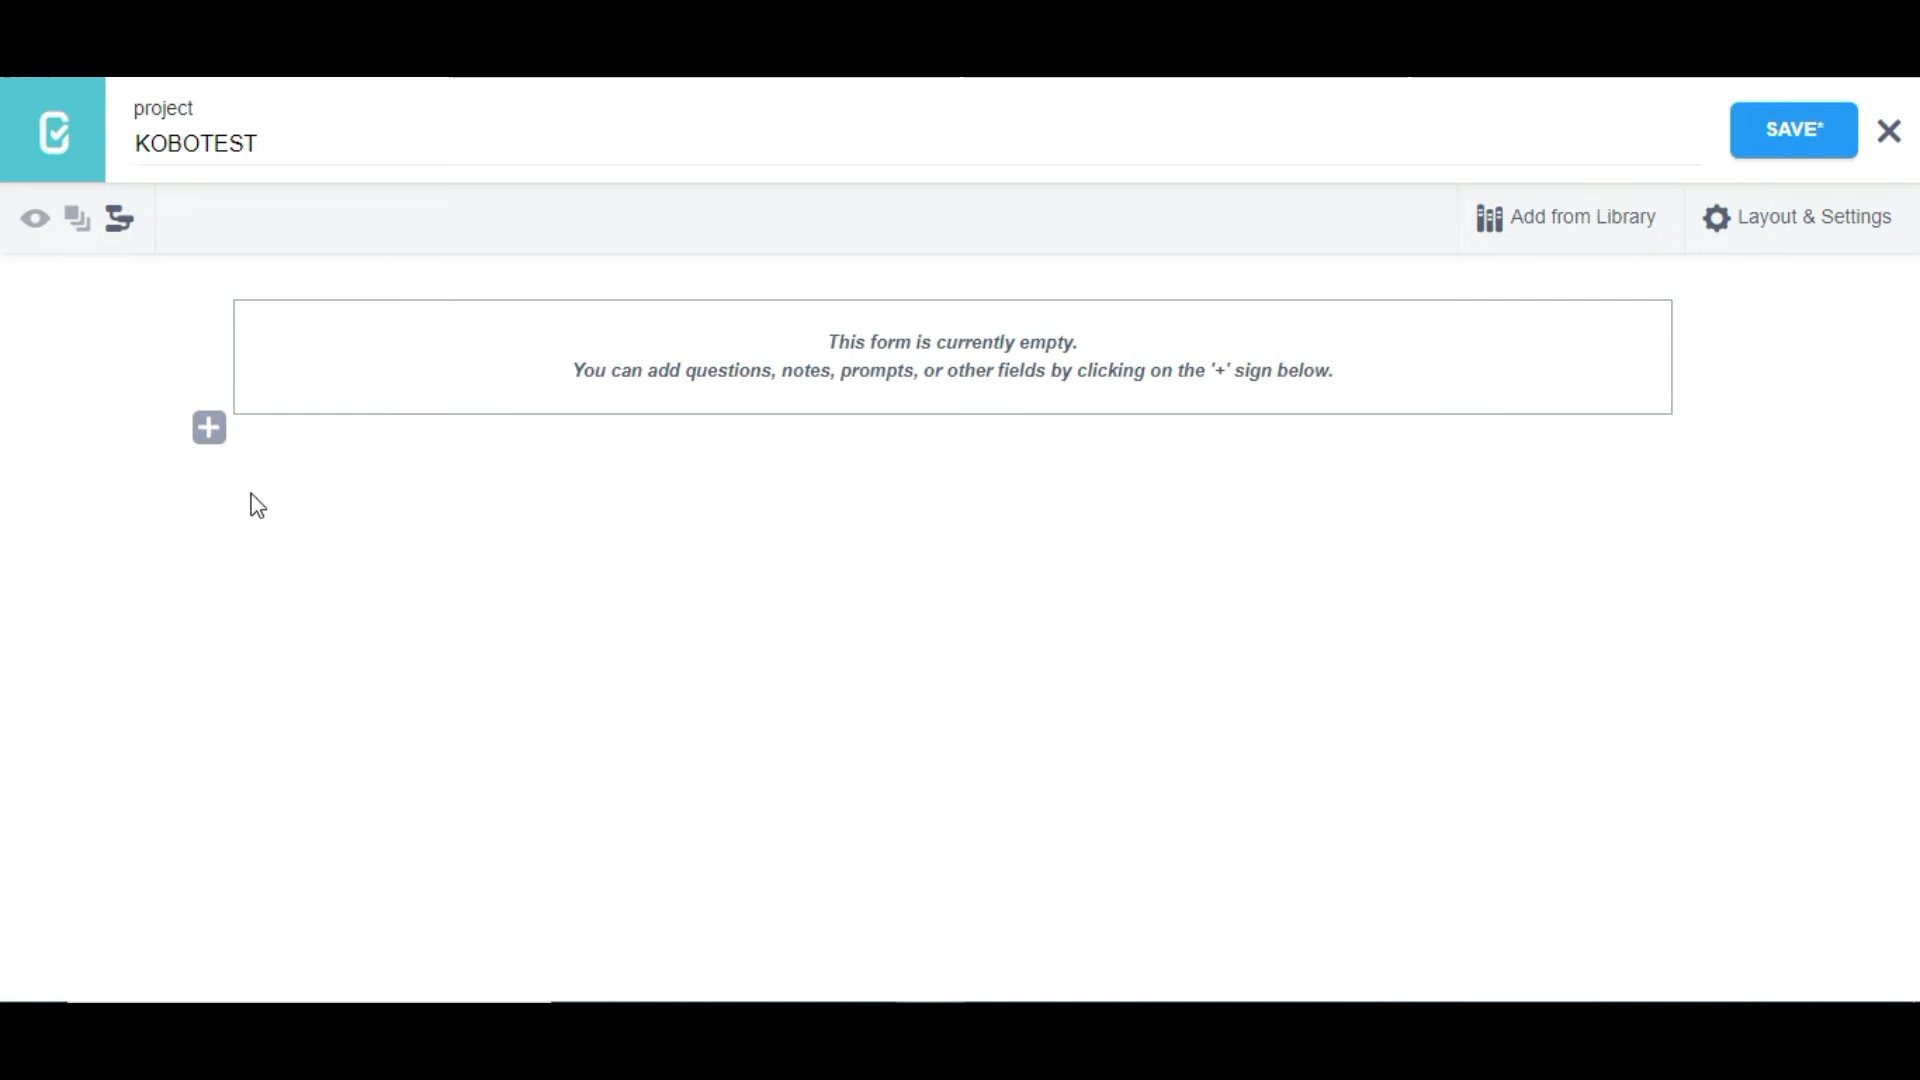 project
KOBOTEST
SAVE*
Add from Library
Layout & Settings
This form is currently empty.
You can add questions, notes, prompts, or other fields by clicking on the '+' sign below.